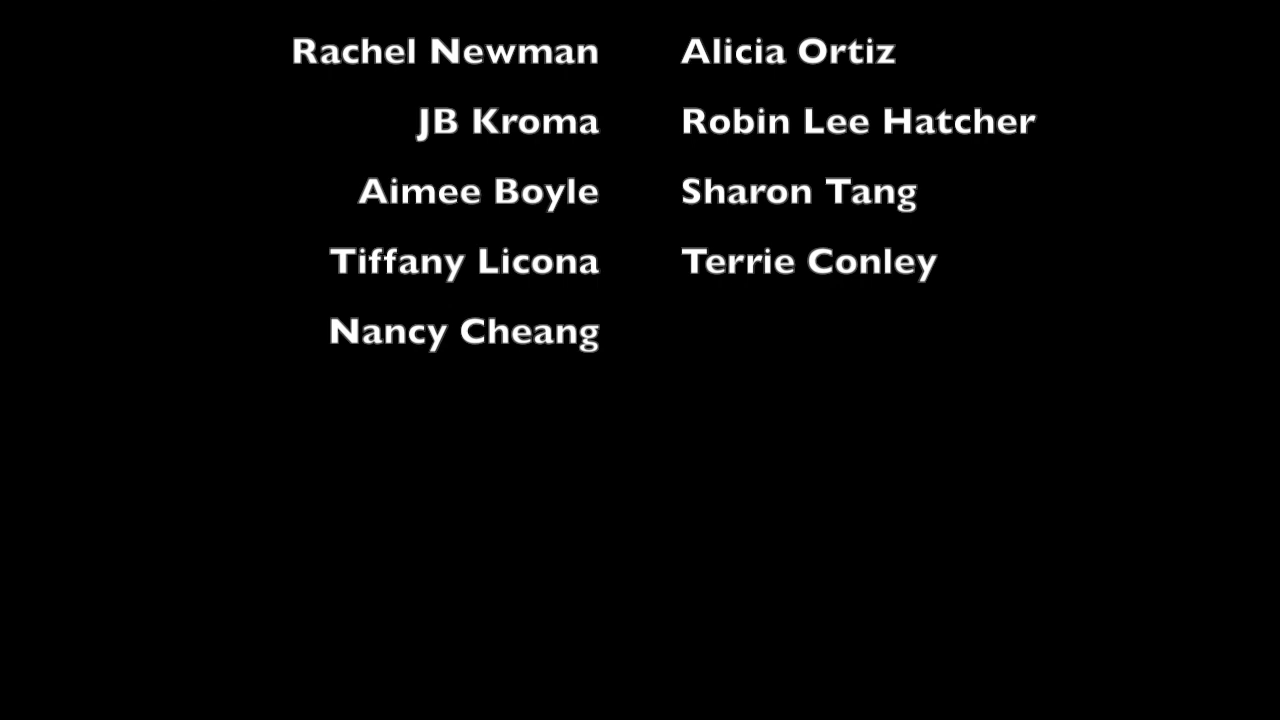 Rachel Newman Alicia Ortiz
JB Kroma Robin Lee Hatcher
Aimee Boyle Sharon Tang
Tiffany Licona Terrie Conley
Nancy Cheang